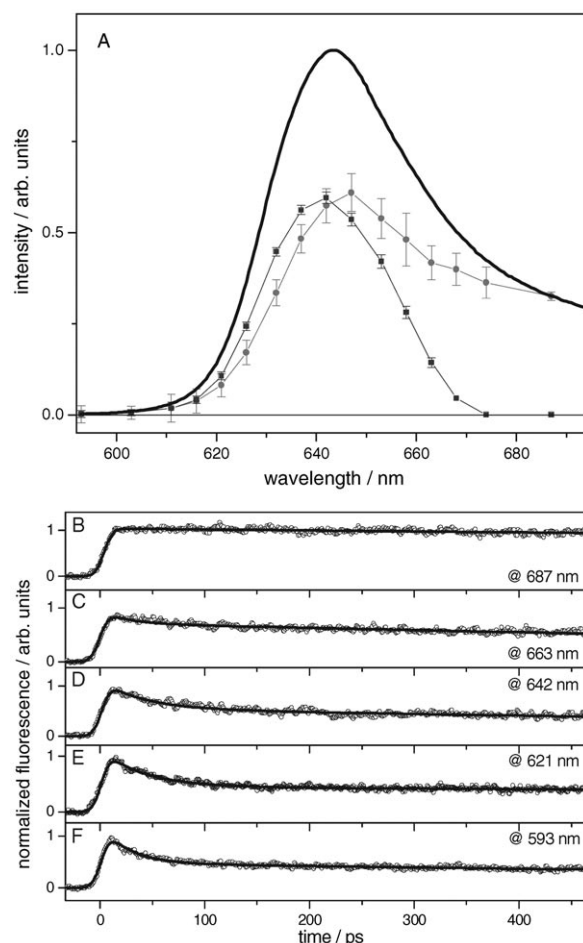 A
intensity / arb. units
1.0
0.5
0.0
600
620
640
660
680
wavelength / nm
normalized fluorescence / arb. units
B
1
0
@ 687 nm
C
1
0
@ 663 nm
D
1
0
@ 642 nm
E
1
0
@ 621 nm
F
1
0
@ 593 nm
0
100
200
300
400
time / ps